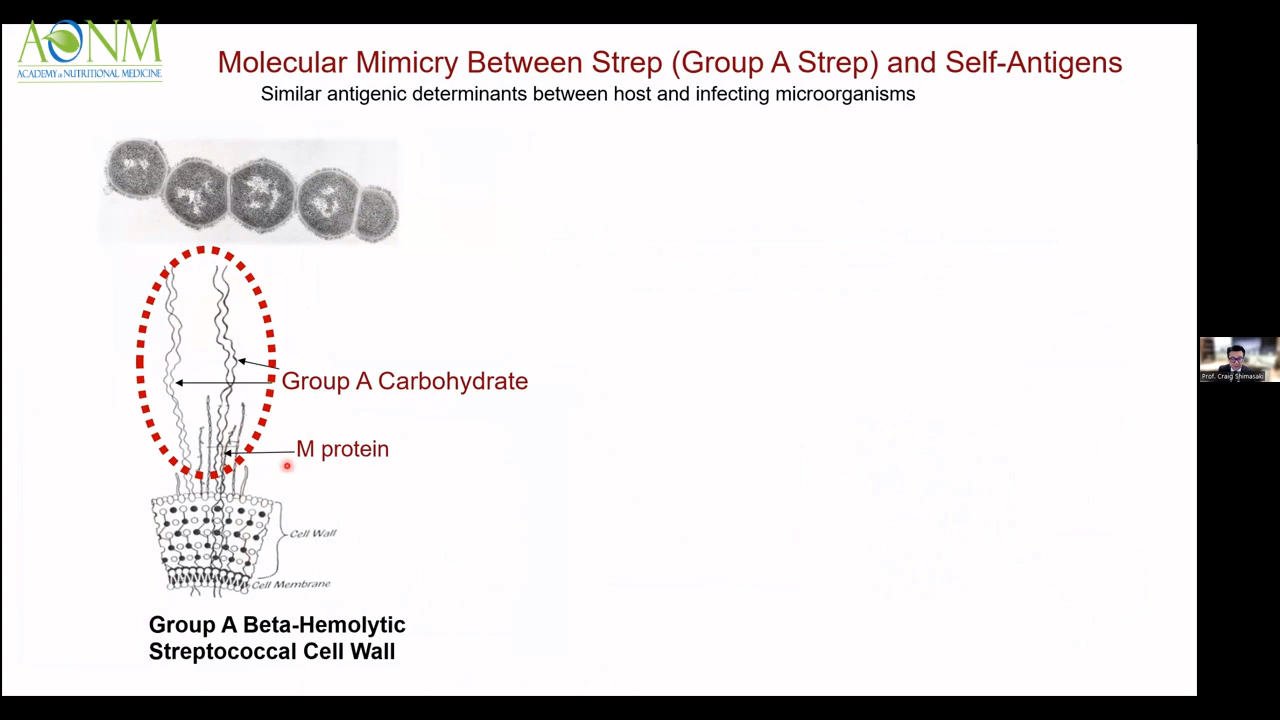 AONM
ACADEMY of NUTRITIONAL MEDICINE
Molecular Mimicry Between Strep (Group A Strep) and Self-Antigens
Similar antigenic determinants between host and infecting microorganisms
Group A Carbohydrate
M protein
Cell Wall
Cell Membrane
Group A Beta-Hemolytic
Streptococcal Cell Wall
Prof. Craig Shimasaki